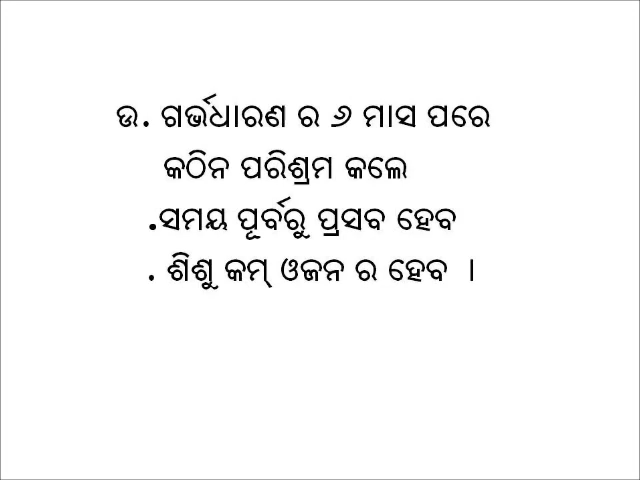 ଉ. ଗର୍ଭଧାରଣ ର ୬ ମାସ ପରେ
କଠିନ ପରିଶ୍ରମ କଲେ
.ସମୟ ପୂର୍ବରୁ ପ୍ରସବ ହେବ
. ଶିଶୁ କମ୍ ଓଜନ ର ହେବ ।